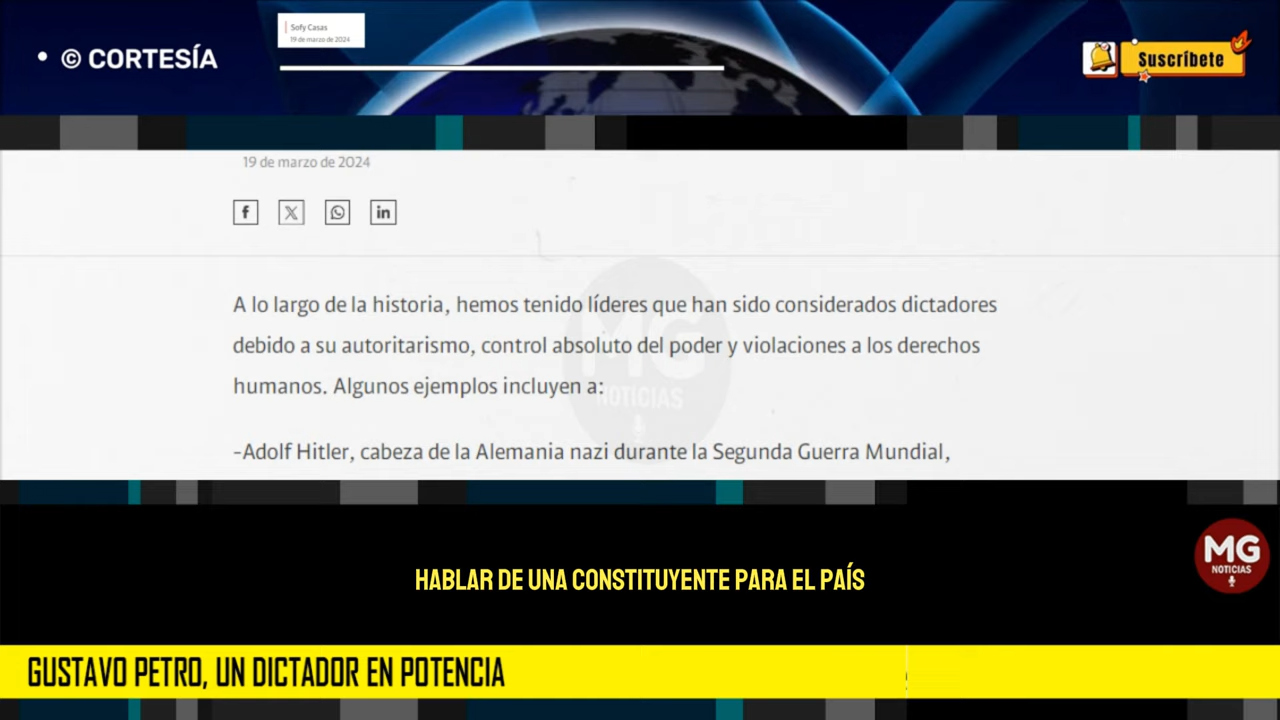 • © CORTESÍA
Sofy Casas
19 de marzo de 2024
Suscríbete
19 de marzo de 2024
A lo largo de la historia, hemos tenido líderes que han sido considerados dictadores
debido a su autoritarismo, control absoluto del poder y violaciones a los derechos
humanos. Algunos ejemplos incluyen a:
-Adolf Hitler, cabeza de la Alemania nazi durante la Segunda Guerra Mundial,
MG
NOTICIAS
HABLAR DE UNA CONSTITUYENTE PARA EL PAÍS
MG
NOTICIAS
GUSTAVO PETRO, UN DICTADOR EN POTENCIA